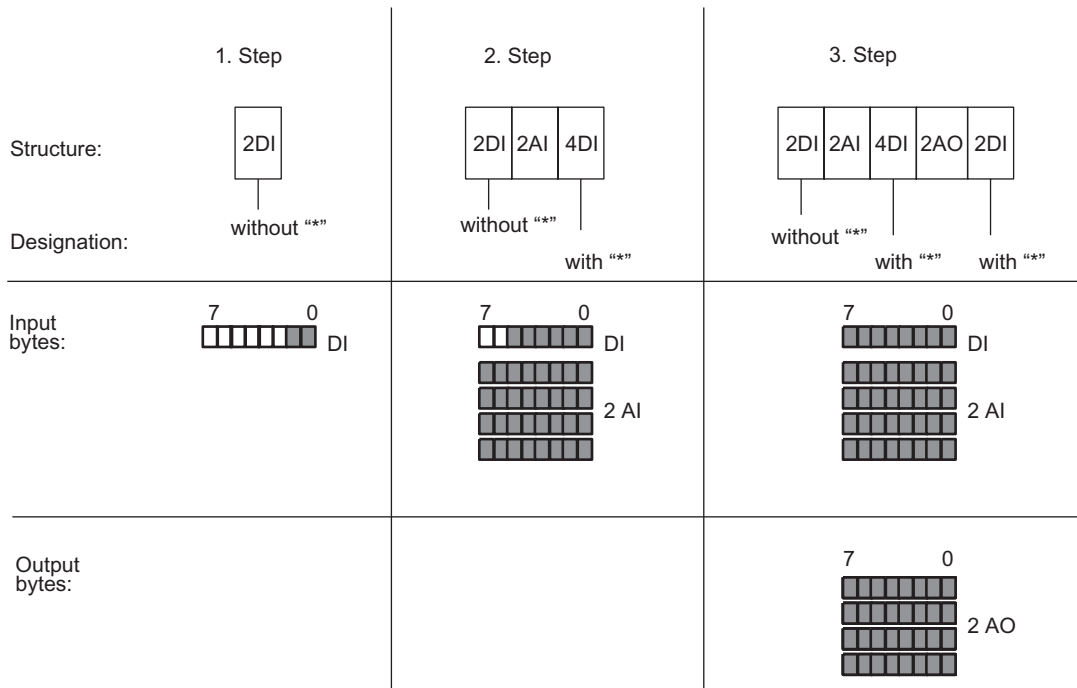 1. Step
2. Step
3. Step
Structure:
2DI
2DI 2AI 4DI
2DI 2AI 4DI 2AO 2DI
Designation:
without “*”
without “*”
with “*”
without “*”
with “*”
with “*”
Input
bytes:
7 0
DI
7 0
DI
2 AI
7 0
DI
2 AI
Output
bytes:
7 0
2 AO